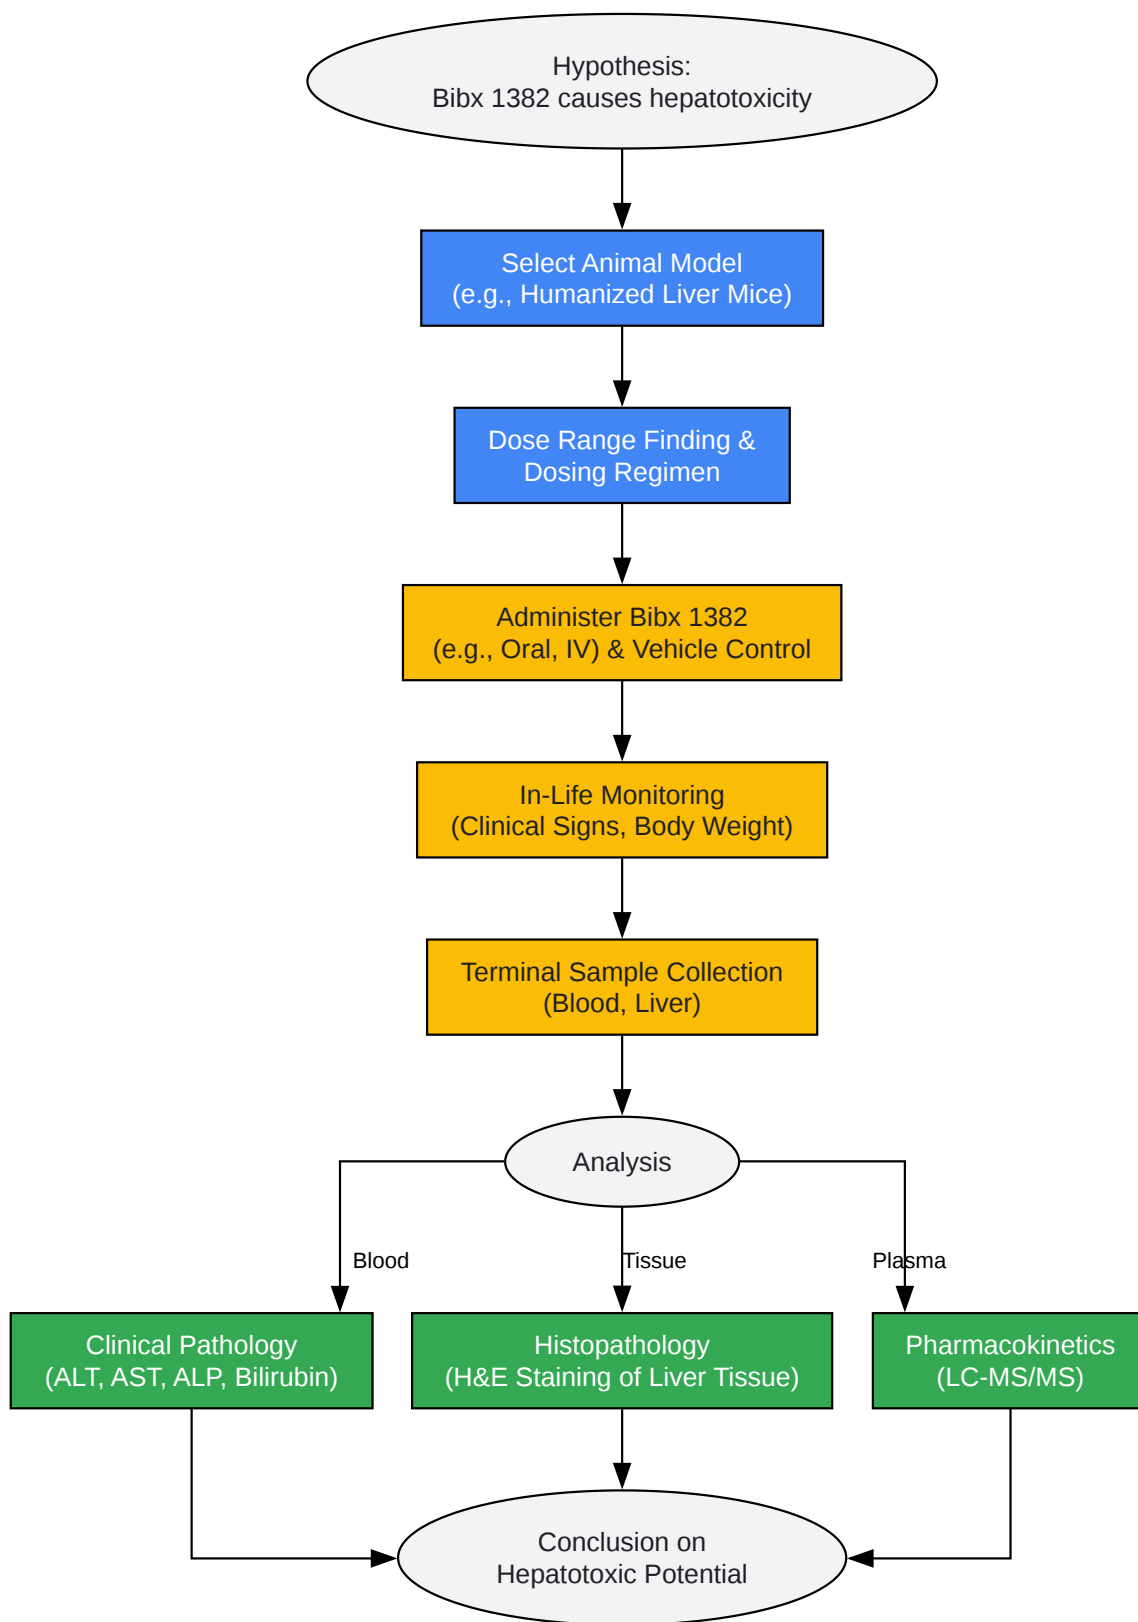 Hypothesis:
Bibx 1382 causes hepatotoxicity
Select Animal Model
(e.g., Humanized Liver Mice)
Dose Range Finding &
Dosing Regimen
Administer Bibx 1382
(e.g., Oral, IV) & Vehicle Control
In-Life Monitoring
(Clinical Signs, Body Weight)
Terminal Sample Collection
(Blood, Liver)
Analysis
Blood
Tissue
Plasma
Clinical Pathology
(ALT, AST, ALP, Bilirubin)
Histopathology
(H&E Staining of Liver Tissue)
Pharmacokinetics
(LC-MS/MS)
Conclusion on
Hepatotoxic Potential